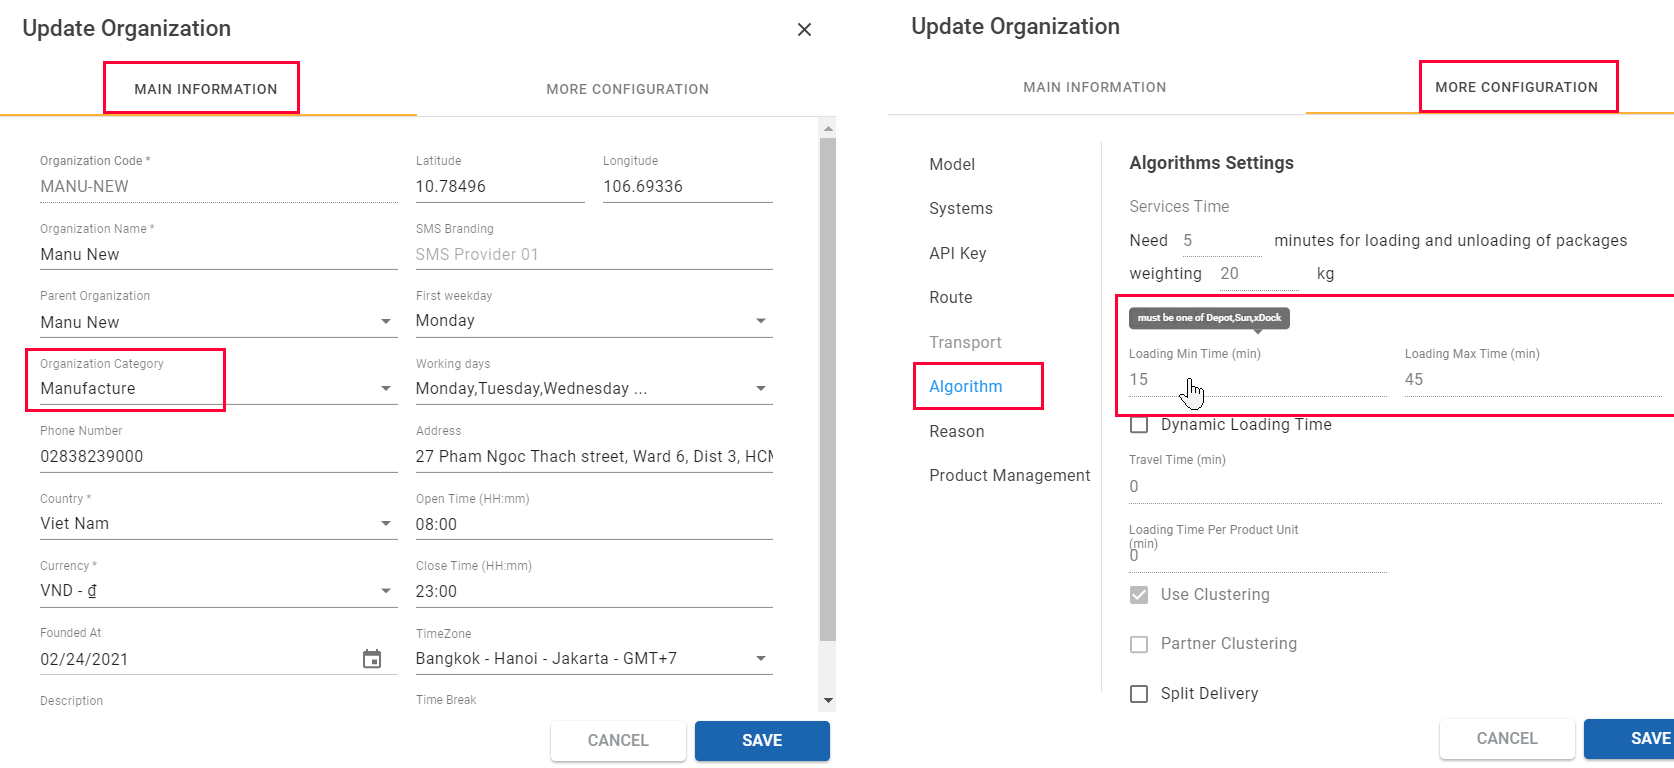 Update Organization
MAIN INFORMATION
MORE CONFIGURATION
Organization Code *
MANU-NEW
Latitude
10.78496
Longitude
106.69336
Organization Name *
Manu New
SMS Branding
SMS Provider 01
Parent Organization
Manu New
First weekday
Monday
Organization Category
Manufacture
Working days
Monday,Tuesday,Wednesday ...
Phone Number
02838239000
Address
27 Pham Ngoc Thach street, Ward 6, Dist 3, HCM
Country *
Viet Nam
Open Time (HH:mm)
08:00
Currency *
VND - ₫
Close Time (HH:mm)
23:00
Founded At
02/24/2021
TimeZone
Bangkok - Hanoi - Jakarta - GMT+7
Description
Time Break
CANCEL
SAVE
Update Organization
MAIN INFORMATION
MORE CONFIGURATION
Model
Systems
API Key
Route
Transport
Algorithm
Reason
Product Management
Algorithms Settings
Services Time
Need 5 minutes for loading and unloading of packages
weighting 20 kg
must be one of Depot,Sun,xDock
Loading Min Time (min)
15
Loading Max Time (min)
45
Dynamic Loading Time
Travel Time (min)
0
Loading Time Per Product Unit
(min)
0
Use Clustering
Partner Clustering
Split Delivery
CANCEL
SAVE